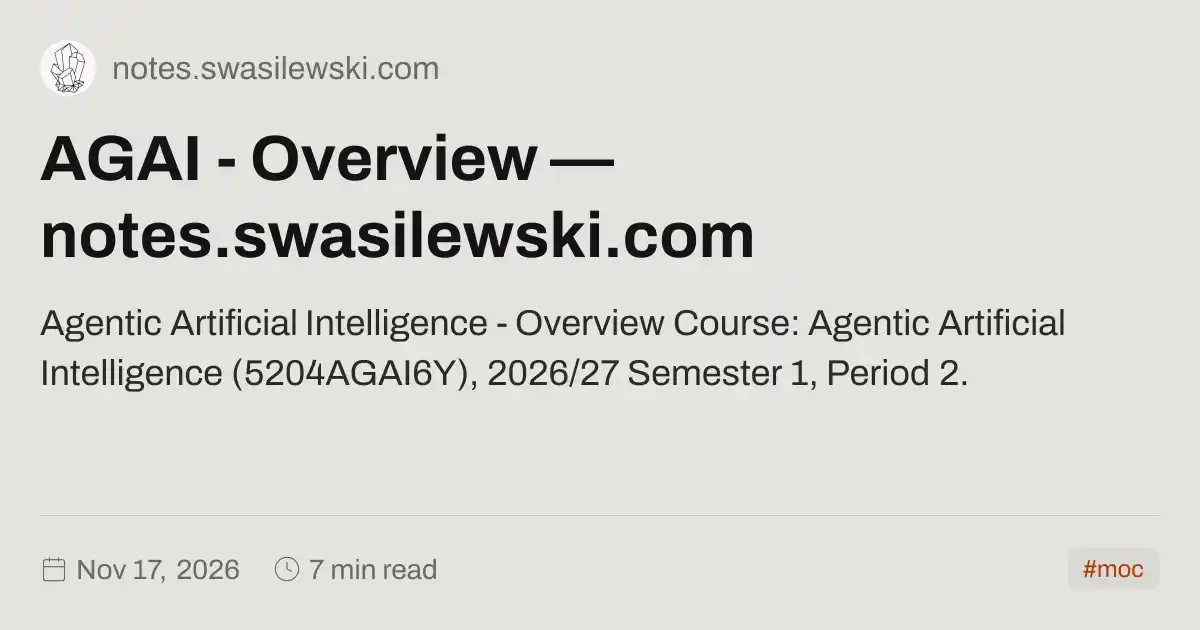 notes.swasilewski.com
AGAI - Overview —
notes.swasilewski.com
Agentic Artificial Intelligence - Overview Course: Agentic Artificial
Intelligence (5204AGAI6Y), 2026/27 Semester 1, Period 2.
Nov 17, 2026
7 min read
#moc